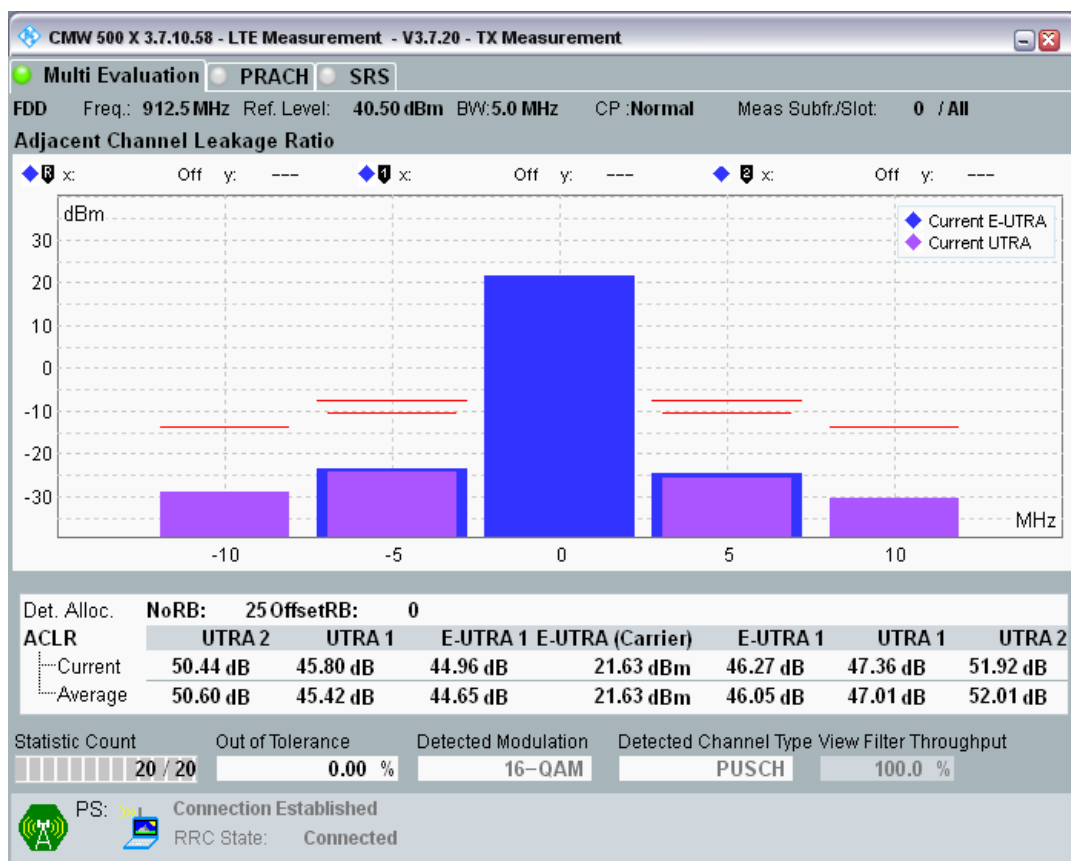 CMW 500 X 3.7.10.58 - LTE Measurement - V3.7.20 - TX Measurement
Multi Evaluation PRACH SRS
FDD Freq.: 912.5 MHz Ref. Level: 40.50 dBm BW:5.0 MHz CP :Normal Meas Subfr./Slot: 0 / All
Adjacent Channel Leakage Ratio
R x: Off y: --- 1 x: Off y: --- 2 x: Off y: ---
dBm
Current E-UTRA
Current UTRA
30
20
10
0
-10
-20
-30
MHz
-10 -5 0 5 10
Det. Alloc. NoRB: 25 OffsetRB: 0
ACLR UTRA 2 UTRA 1 E-UTRA 1 E-UTRA (Carrier) E-UTRA 1 UTRA 1 UTRA 2
Current 50.44 dB 45.80 dB 44.96 dB 21.63 dBm 46.27 dB 47.36 dB 51.92 dB
Average 50.60 dB 45.42 dB 44.65 dB 21.63 dBm 46.05 dB 47.01 dB 52.01 dB
Statistic Count Out of Tolerance Detected Modulation Detected Channel Type View Filter Throughput
20 / 20 0.00 % 16-QAM PUSCH 100.0 %
PS: Connection Established
RRC State: Connected